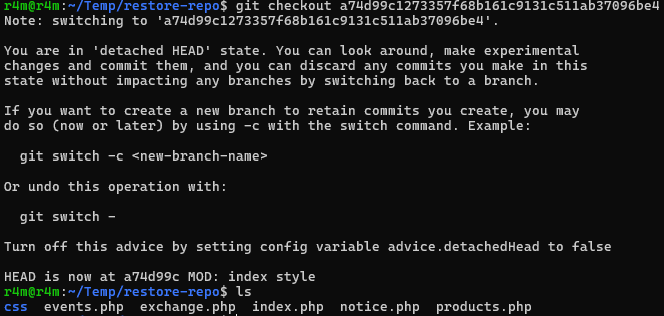 r4m@r4m:~/Temp/restore-repo$ git checkout a74d99c1273357f68b161c9131c511ab37096be4
Note: switching to 'a74d99c1273357f68b161c9131c511ab37096be4'.

You are in 'detached HEAD' state. You can look around, make experimental
changes and commit them, and you can discard any commits you make in this
state without impacting any branches by switching back to a branch.

If you want to create a new branch to retain commits you create, you may
do so (now or later) by using -c with the switch command. Example:

  git switch -c <new-branch-name>

Or undo this operation with:

  git switch -

Turn off this advice by setting config variable advice.detachedHead to false

HEAD is now at a74d99c MOD: index style
r4m@r4m:~/Temp/restore-repo$ ls
css  events.php  exchange.php  index.php  notice.php  products.php